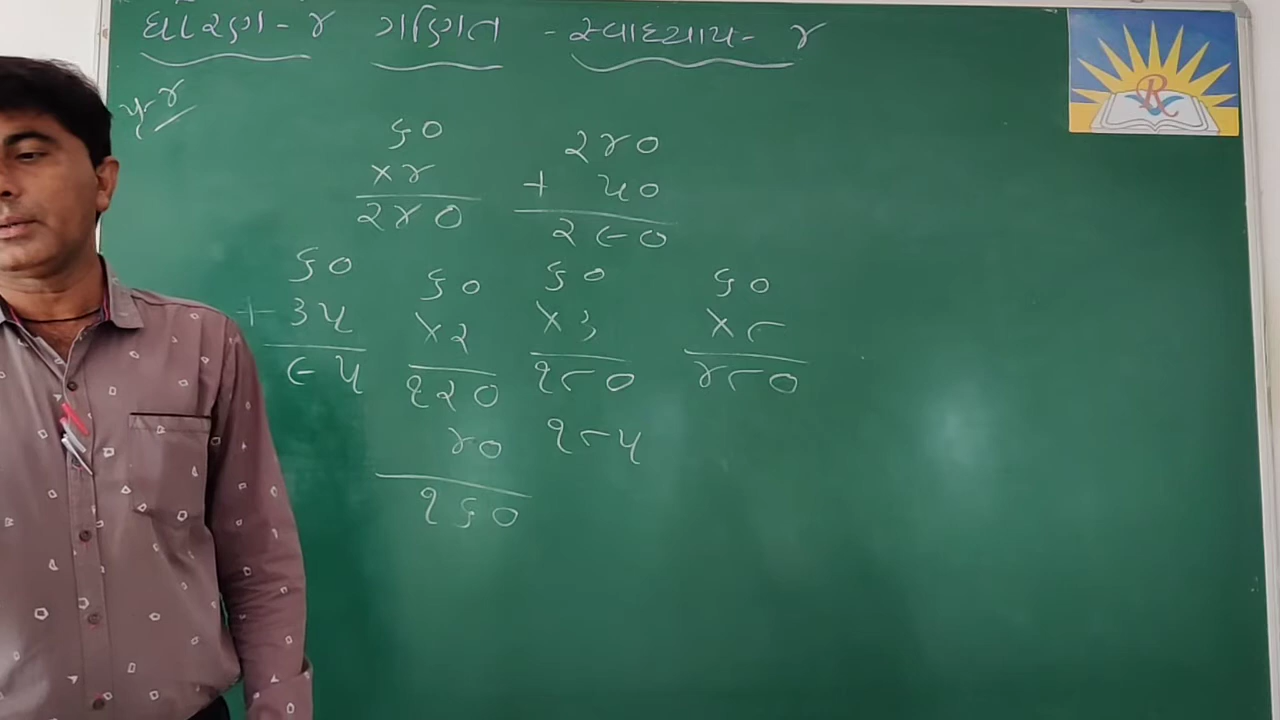 ધોરણ - ૪ ગણિત - સ્વાધ્યાય - ૪
પ્ર-૪
૬૦ ૨૪૦
×૪ + ૫૦
૨૪૦ ૨૯૦
૬૦ ૬૦ ૬૦ ૬૦
+ ૩૫ ×૨ ×૩ ×૮
૯૫ ૧૨૦ ૧૮૦ ૪૮૦
૪૦ ૧૮૫
૧૬૦